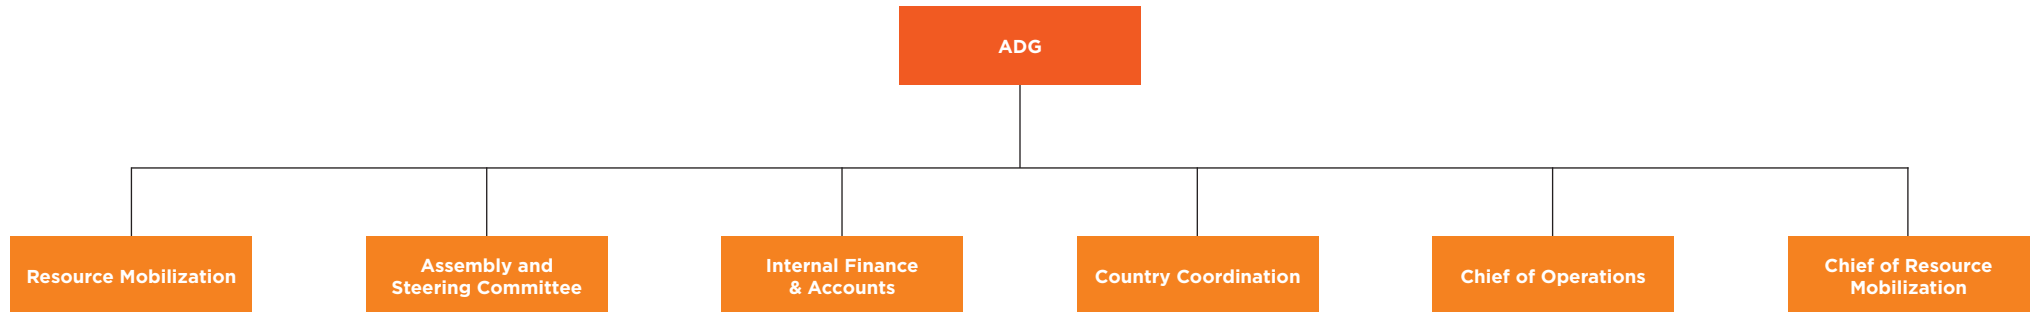 ADG
Resource Mobilization
Assembly and
Steering Committee
Internal Finance
& Accounts
Country Coordination
Chief of Operations
Chief of Resource
Mobilization